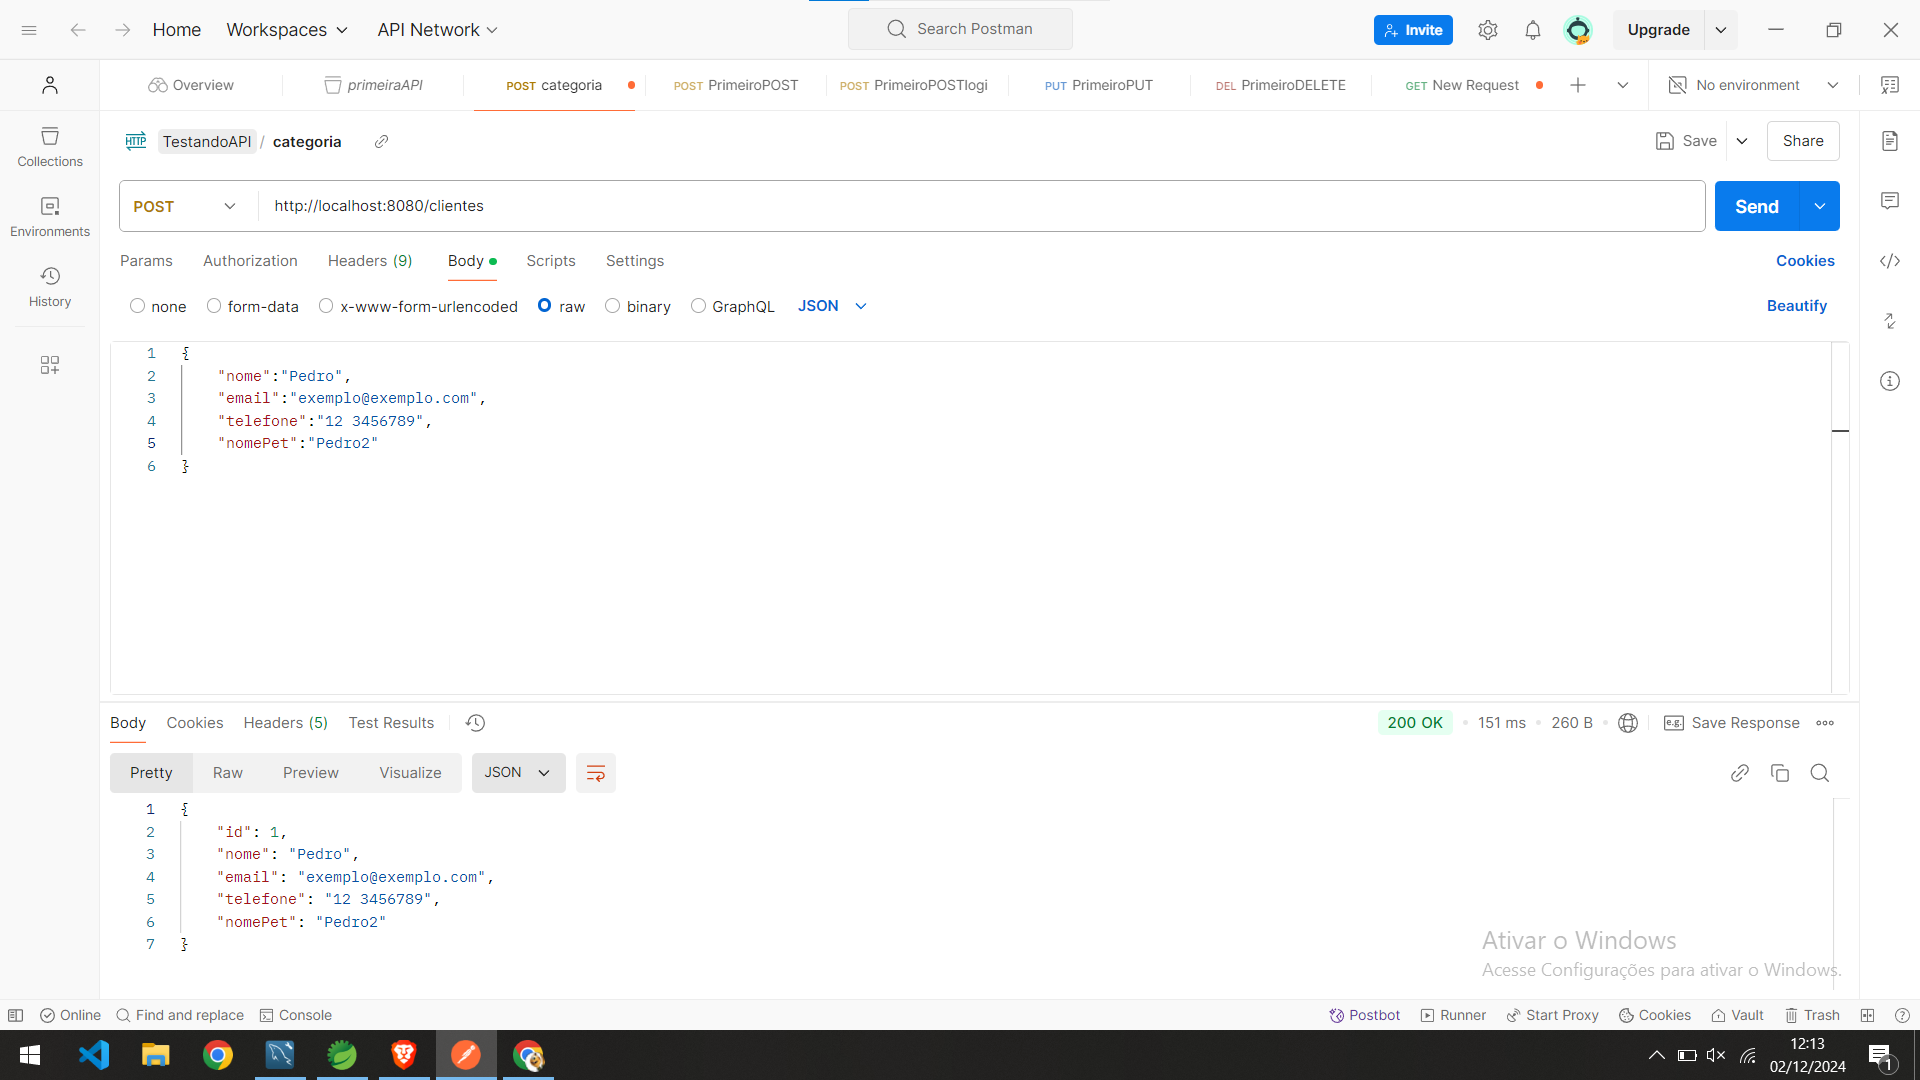 Home Workspaces API Network Search Postman Invite Upgrade
Overview primeiraAPI POST categoria POST PrimeiroPOST POST PrimeiroPOSTlogi PUT PrimeiroPUT DEL PrimeiroDELETE GET New Request No environment
HTTP TestandoAPI / categoria Save Share
Collections
Environments
History
POST http://localhost:8080/clientes Send
Params Authorization Headers (9) Body Scripts Settings Cookies
none form-data x-www-form-urlencoded raw binary GraphQL JSON Beautify
1 {
2 "nome":"Pedro",
3 "email":"exemplo@exemplo.com",
4 "telefone":"12 3456789",
5 "nomePet":"Pedro2"
6 }
Body Cookies Headers (5) Test Results 200 OK 151 ms 260 B e.g. Save Response
Pretty Raw Preview Visualize JSON
1 {
2 "id": 1,
3 "nome": "Pedro",
4 "email": "exemplo@exemplo.com",
5 "telefone": "12 3456789",
6 "nomePet": "Pedro2"
7 }
Ativar o Windows
Acesse Configurações para ativar o Windows.
Online Find and replace Console Postbot Runner Start Proxy Cookies Vault Trash
12:13
02/12/2024
1